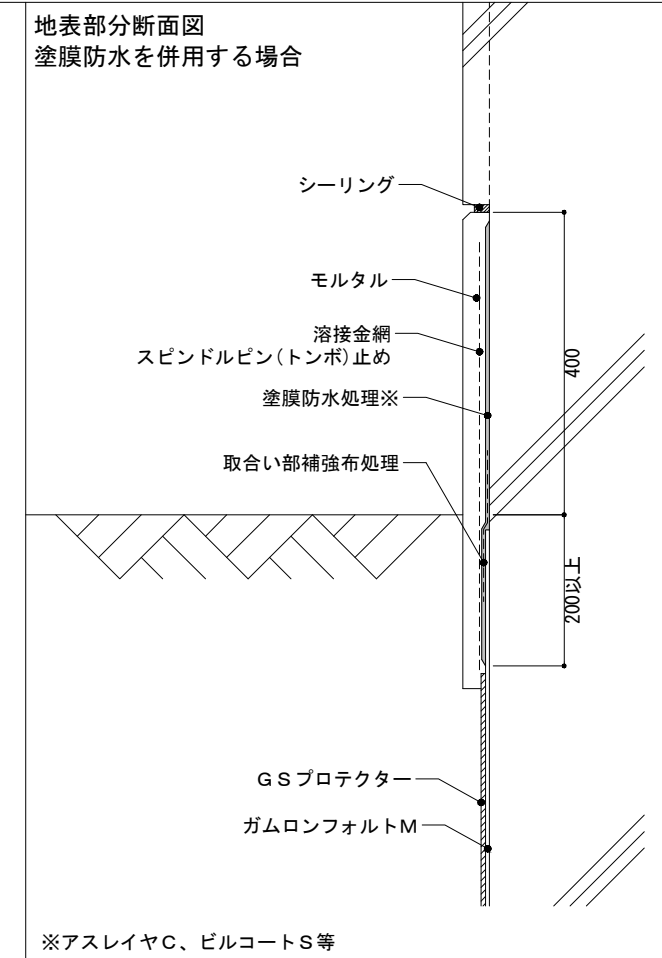 地表部分断面図
塗膜防水を併用する場合
シーリング
モルタル
溶接金網
スピンドルピン(トンボ)止め
400
塗膜防水処理※
取合い部補強布処理
200以上
GSプロテクター
ガムロンフォルトM
※アスレイヤC、ビルコートS等